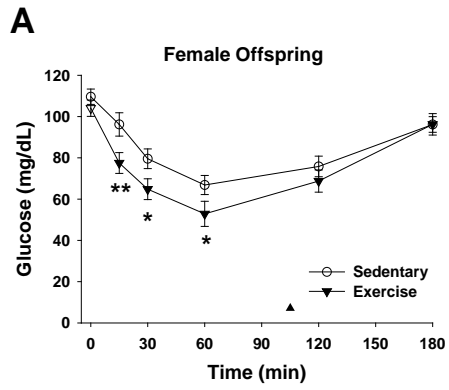 A
Female Offspring
120
100
80
60
40
20
0
Glucose (mg/dL)
**
*
*
Sedentary
Exercise
0 30 60 90 120 150 180
Time (min)